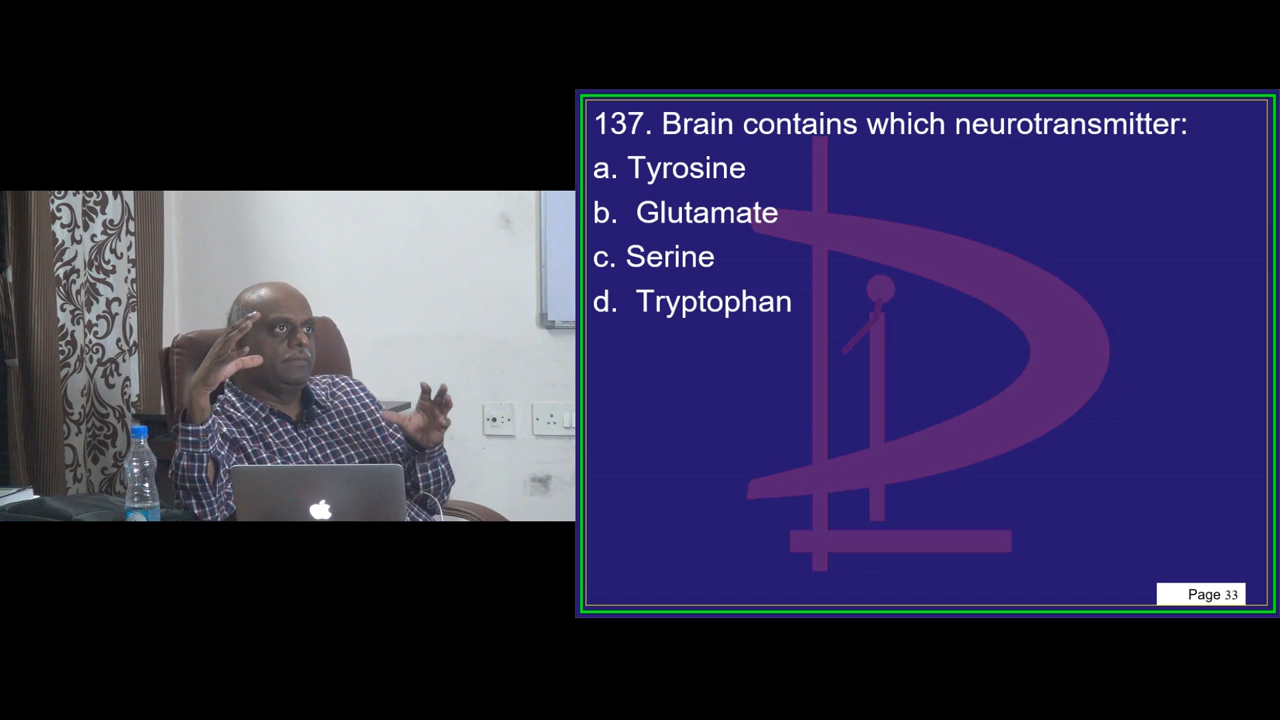 137. Brain contains which neurotransmitter:
a. Tyrosine
b. Glutamate
c. Serine
d. Tryptophan
Page 33